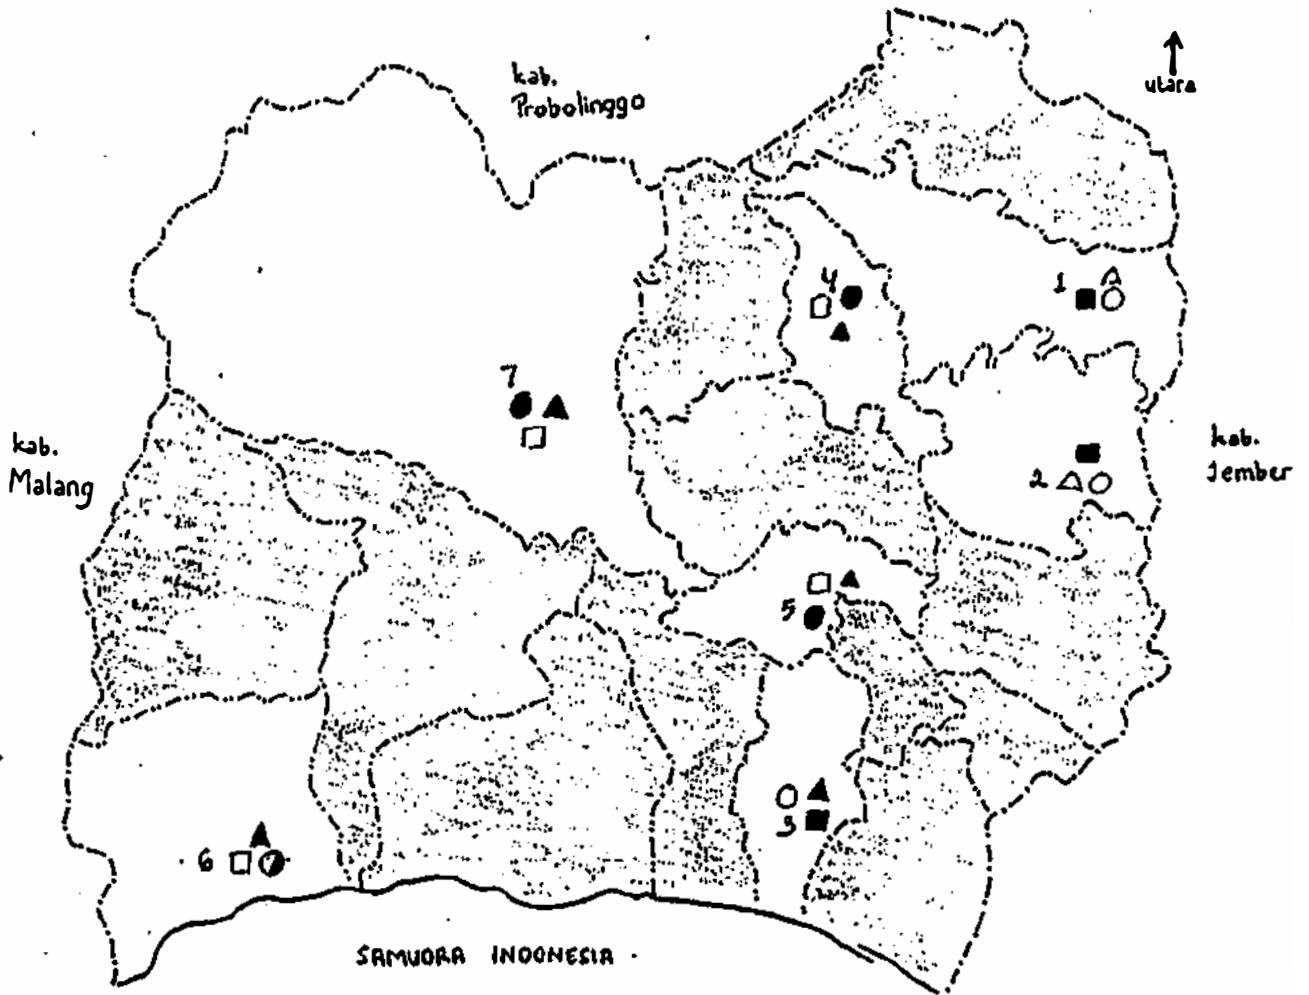 utara
kab.
Probolinggo
4
1
7
kab.
Malang
kab.
Jember
2
5
3
6
SAMUDRA INDONESIA